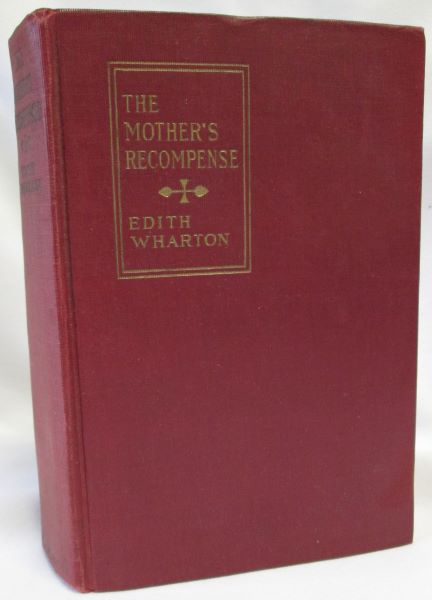 THE
MOTHER'S
RECOMPENSE
EDITH
WHARTON